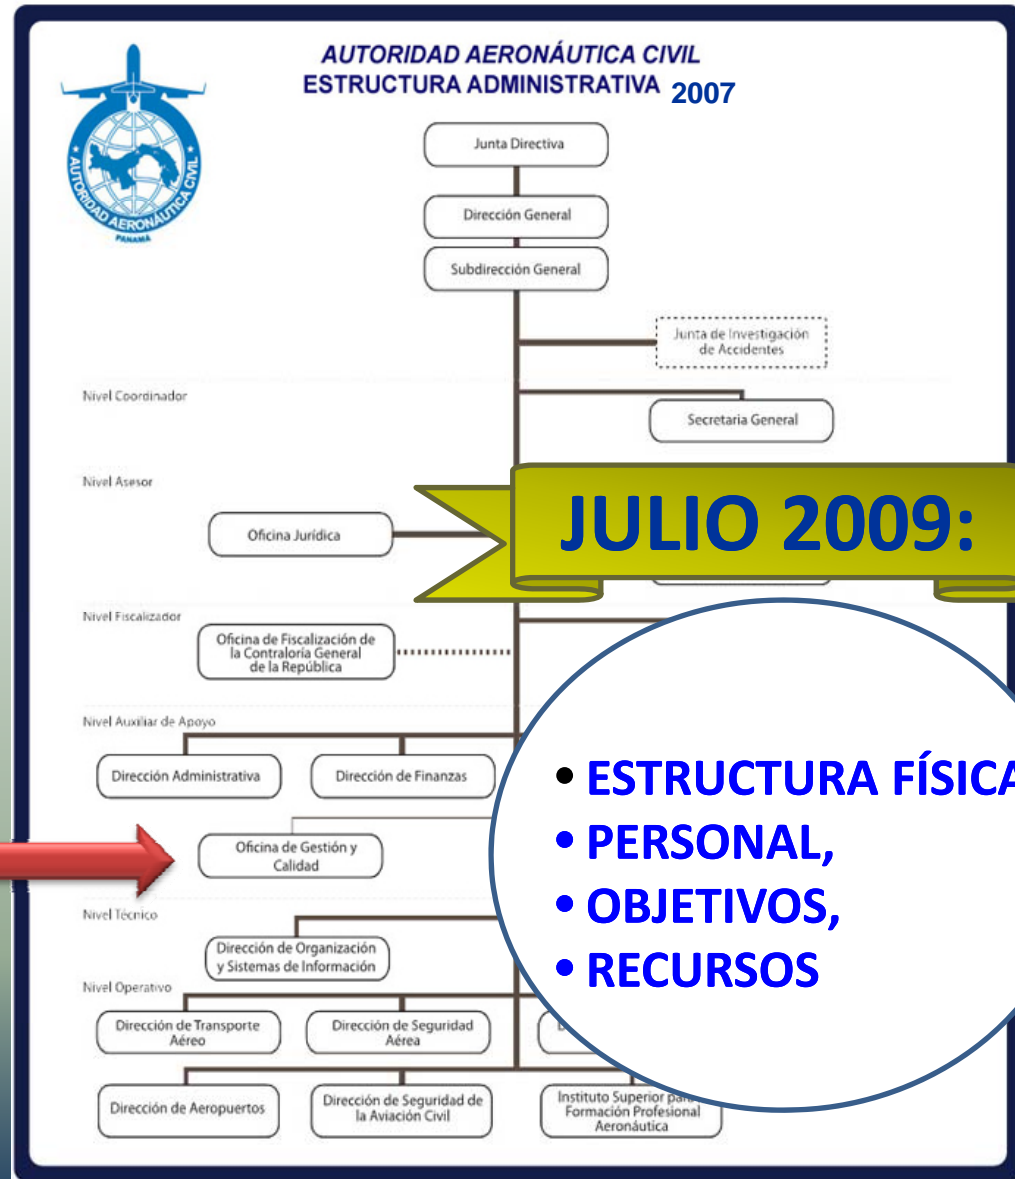 AUTORIDAD AERONÁUTICA CIVIL
ESTRUCTURA ADMINISTRATIVA 2007
AUTORIDAD AERONÁUTICA CIVIL
PANAMÁ
Junta Directiva
Dirección General
Subdirección General
Junta de Investigación
de Accidentes
Nivel Coordinador
Secretaria General
Nivel Asesor
Oficina Jurídica
JULIO 2009:
Nivel Fiscalizador
Oficina de Fiscalización de
la Contraloría General
de la República
Nivel Auxiliar de Apoyo
Dirección Administrativa
Dirección de Finanzas
• ESTRUCTURA FÍSICA
• PERSONAL,
• OBJETIVOS,
• RECURSOS
Oficina de Gestión y
Calidad
Nivel Técnico
Dirección de Organización
y Sistemas de Información
Nivel Operativo
Dirección de Transporte
Aéreo
Dirección de Seguridad
Aérea
Dirección de Aeropuertos
Dirección de Seguridad de
la Aviación Civil
Instituto Superior para
Formación Profesional
Aeronáutica